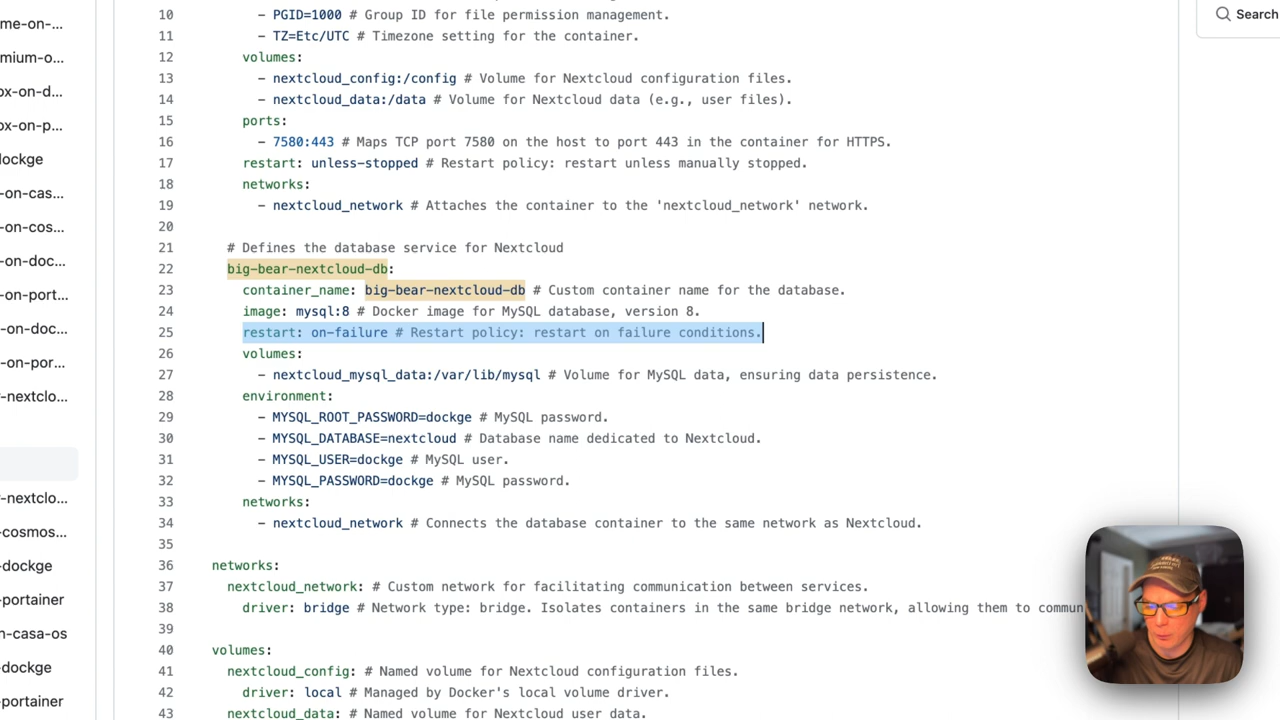 me-on-...
mium-o...
ox-on-d...
ox-on-p...
dockge
-on-cas...
-on-cos...
-on-doc...
-on-port...
-on-doc...
-on-por...
-nextclo...
-nextclo...
-cosmos...
-dockge
-portainer
n-casa-os
-dockge
-portainer
10 - PGID=1000 # Group ID for file permission management.
11 - TZ=Etc/UTC # Timezone setting for the container.
12 volumes:
13 - nextcloud_config:/config # Volume for Nextcloud configuration files.
14 - nextcloud_data:/data # Volume for Nextcloud data (e.g., user files).
15 ports:
16 - 7580:443 # Maps TCP port 7580 on the host to port 443 in the container for HTTPS.
17 restart: unless-stopped # Restart policy: restart unless manually stopped.
18 networks:
19 - nextcloud_network # Attaches the container to the 'nextcloud_network' network.
20
21 # Defines the database service for Nextcloud
22 big-bear-nextcloud-db:
23 container_name: big-bear-nextcloud-db # Custom container name for the database.
24 image: mysql:8 # Docker image for MySQL database, version 8.
25 restart: on-failure # Restart policy: restart on failure conditions.
26 volumes:
27 - nextcloud_mysql_data:/var/lib/mysql # Volume for MySQL data, ensuring data persistence.
28 environment:
29 - MYSQL_ROOT_PASSWORD=dockge # MySQL password.
30 - MYSQL_DATABASE=nextcloud # Database name dedicated to Nextcloud.
31 - MYSQL_USER=dockge # MySQL user.
32 - MYSQL_PASSWORD=dockge # MySQL password.
33 networks:
34 - nextcloud_network # Connects the database container to the same network as Nextcloud.
35
36 networks:
37 nextcloud_network: # Custom network for facilitating communication between services.
38 driver: bridge # Network type: bridge. Isolates containers in the same bridge network, allowing them to commun
39
40 volumes:
41 nextcloud_config: # Named volume for Nextcloud configuration files.
42 driver: local # Managed by Docker's local volume driver.
43 nextcloud_data: # Named volume for Nextcloud user data.
Search